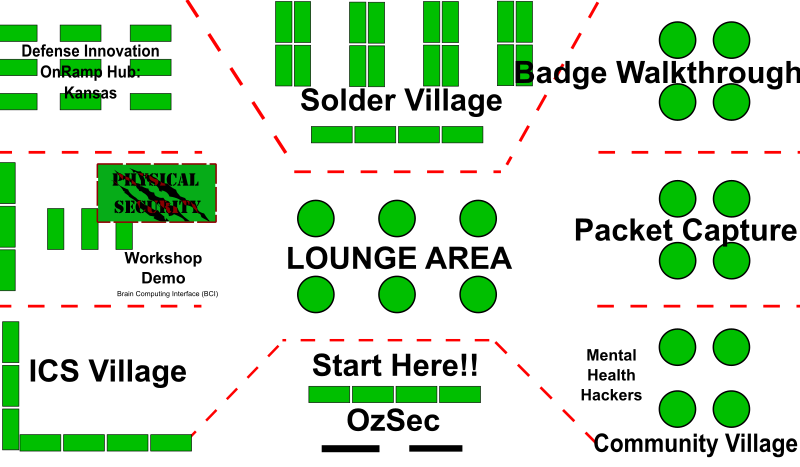 Defense Innovation
OnRamp Hub:
Kansas
Solder Village
Badge Walkthrough
PHYSICAL
SECURITY
Workshop
Demo
Brain Computing Interface (BCI)
LOUNGE AREA
Packet Capture
ICS Village
Start Here!!
OzSec
Mental
Health
Hackers
Community Village